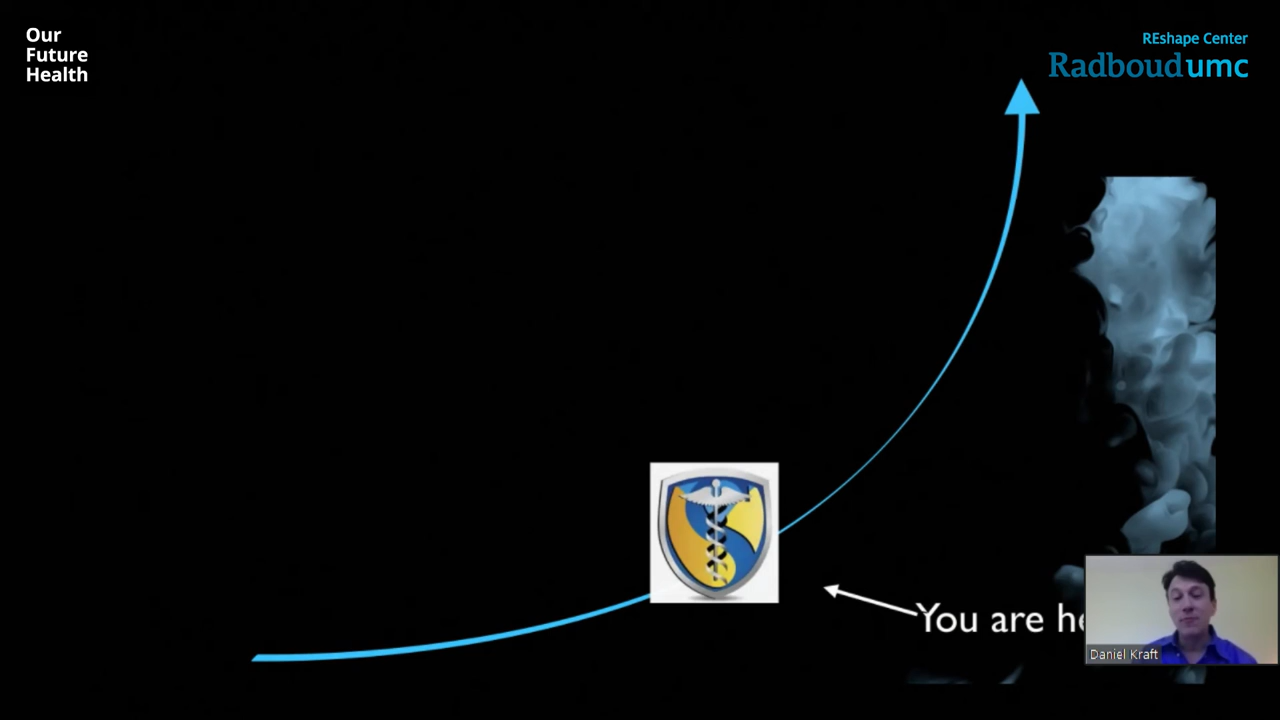 Our
Future
Health
REshape Center
Radboudumc
You are he
Daniel Kraft